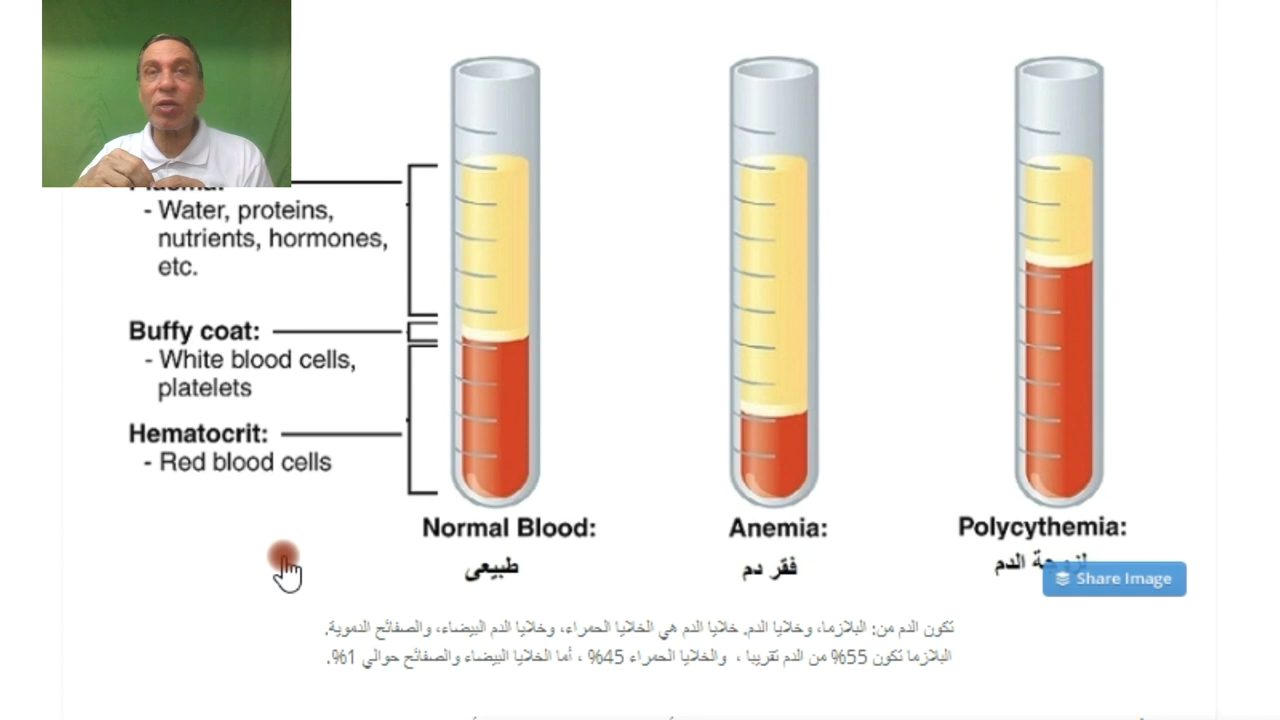 - Water, proteins,
nutrients, hormones,
etc.
Buffy coat:
- White blood cells,
platelets
Hematocrit:
- Red blood cells
Normal Blood:
Anemia:
Polycythemia:
طبيعى
فقر دم
الدم
Share Image
تكون الدم من: البلازما، وخلايا الدم. خلايا الدم هي الخلايا الحمراء، وخلايا الدم البيضاء، والصفائح الدموية.
البلازما تكون 55% من الدم تقريبا ، والخلايا الحمراء 45% ، أما الخلايا البيضاء والصفائح حوالي 1%.